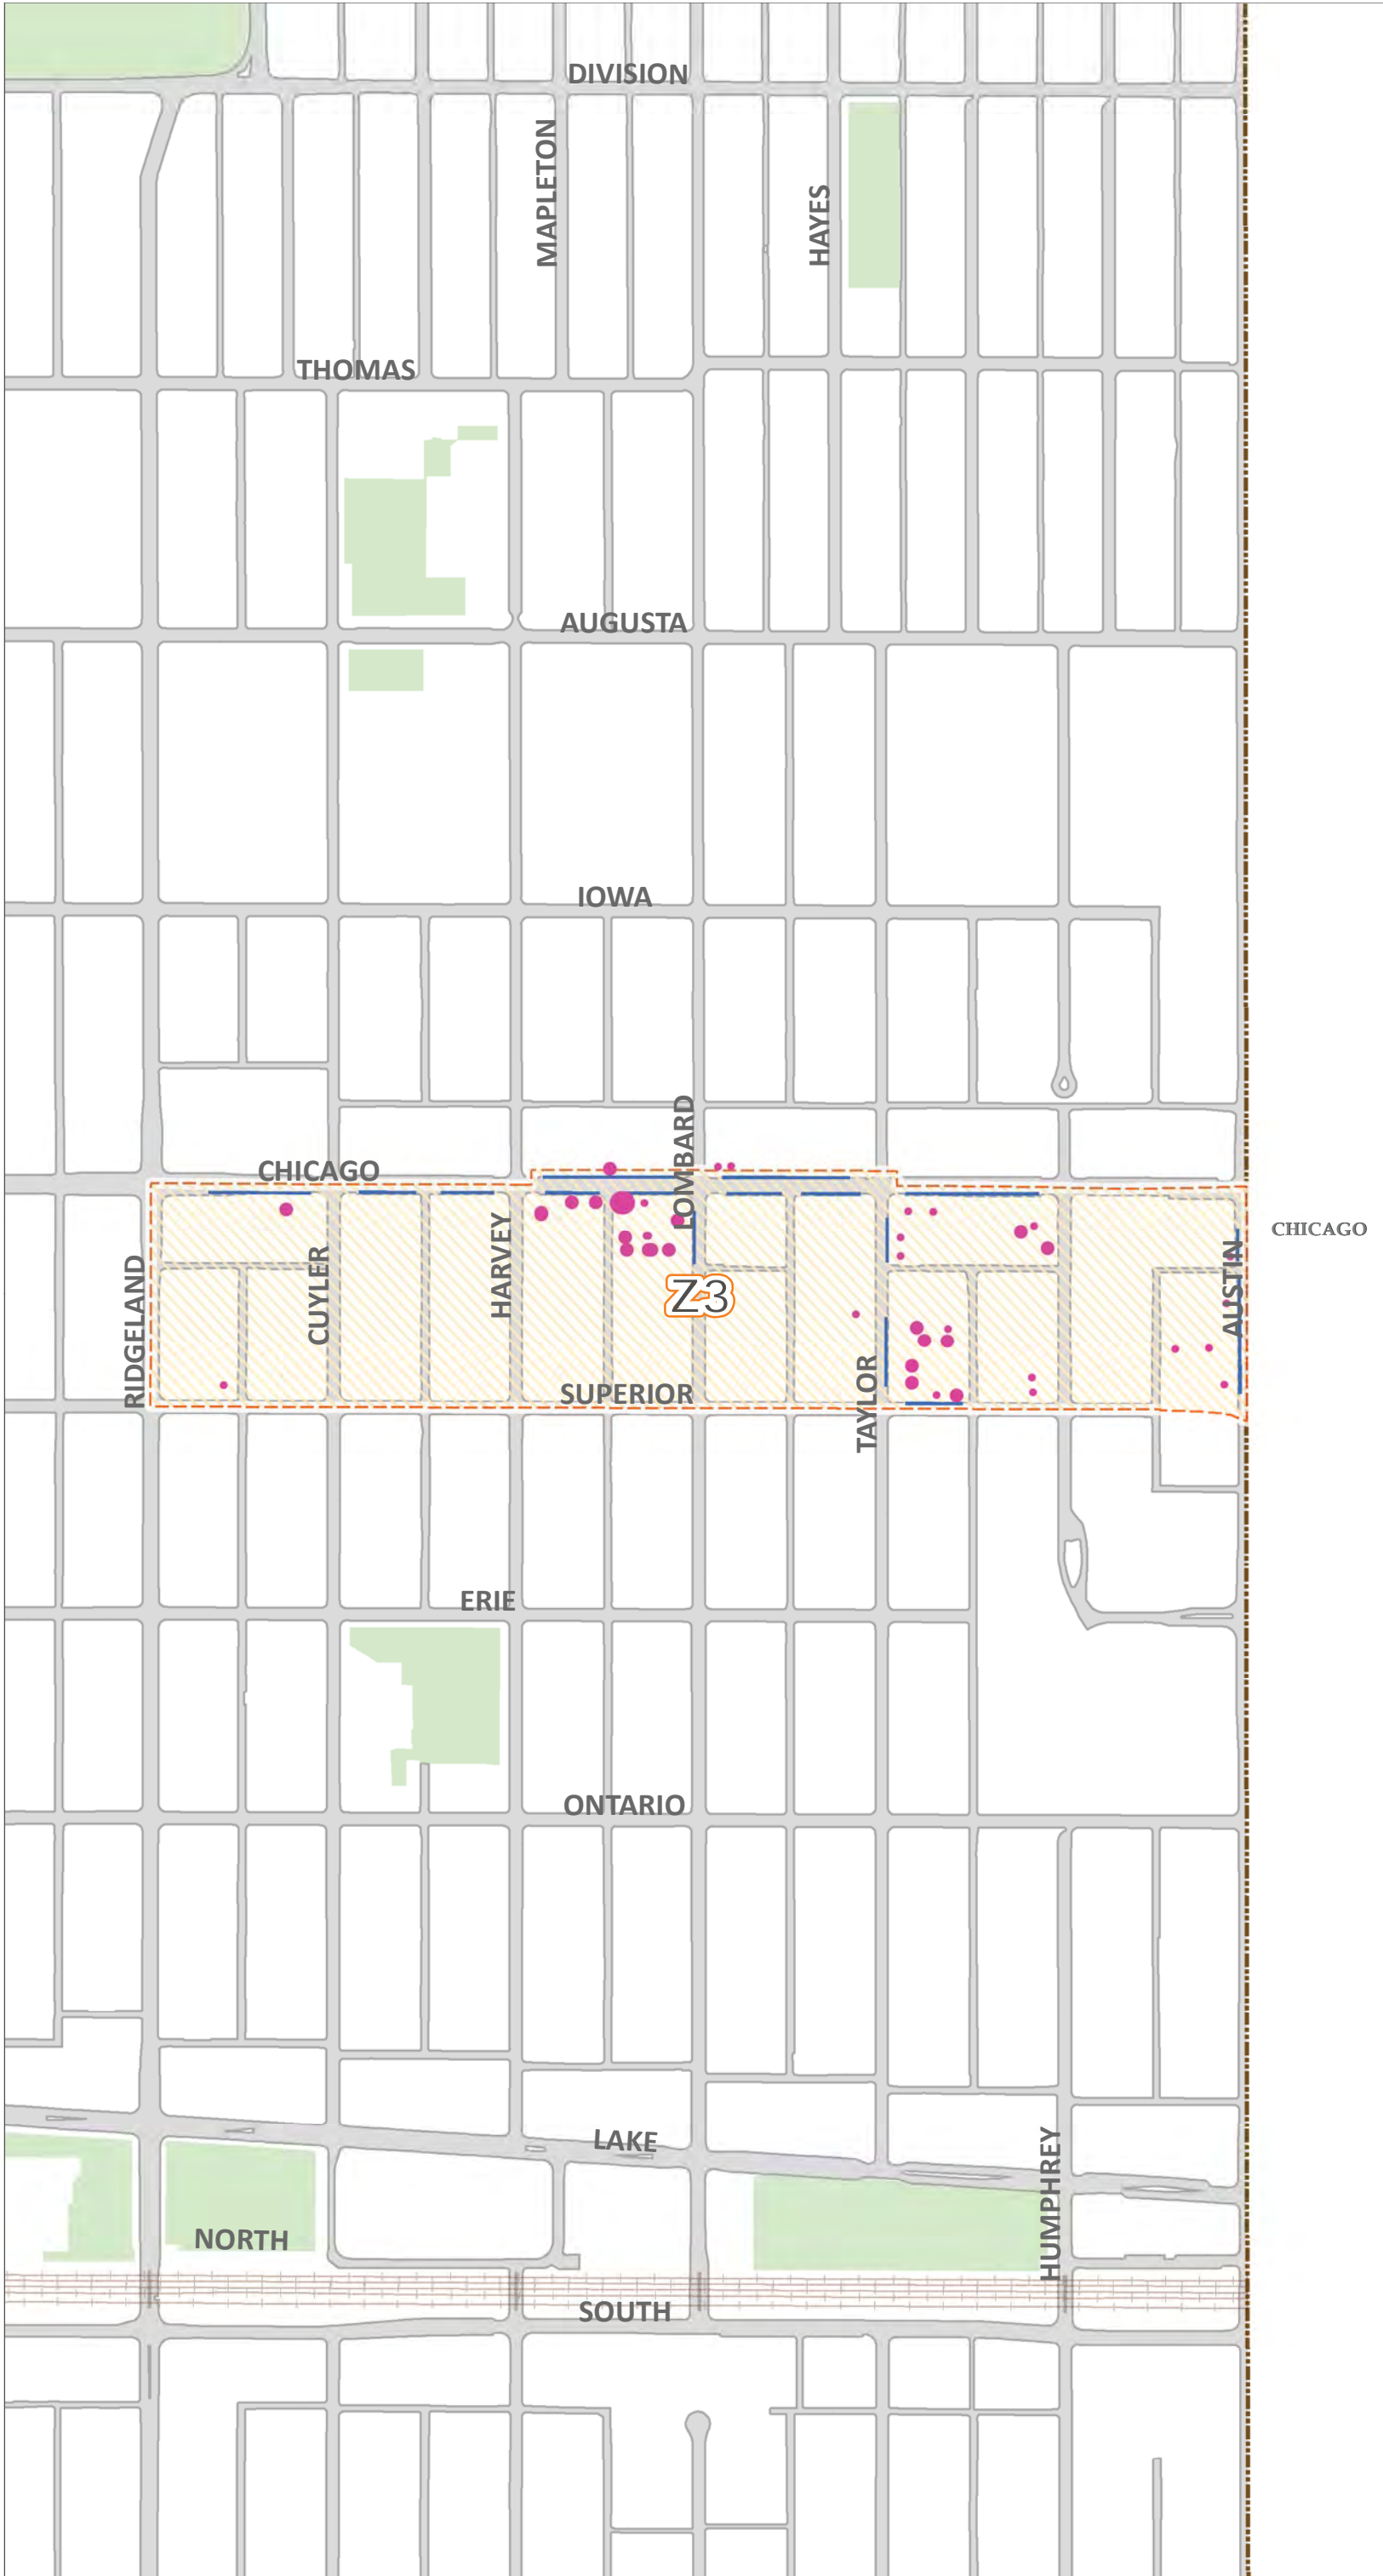 DIVISION
MAPLETON
HAYES
THOMAS
AUGUSTA
IOWA
LOMBARD
CHICAGO
HARVEY
CHICAGO
CUYLER
AUSTIN
RIDGELAND
Z3
SUPERIOR
TAYLOR
ERIE
ONTARIO
LAKE
HUMPHREY
NORTH
SOUTH